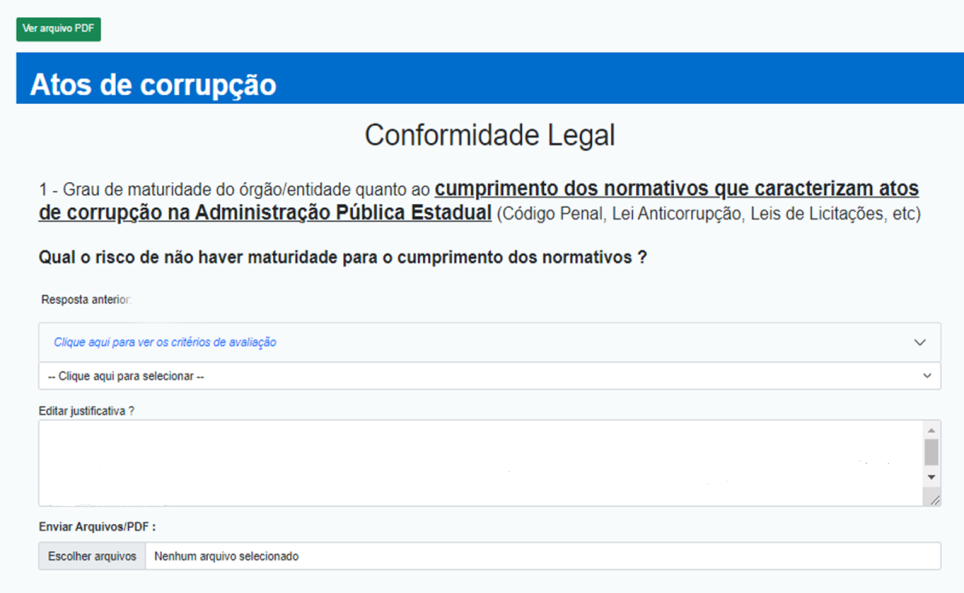 Ver arquivo PDF
Atos de corrupção
Conformidade Legal
1 - Grau de maturidade do órgão/entidade quanto ao cumprimento dos normativos que caracterizam atos
de corrupção na Administração Pública Estadual (Código Penal, Lei Anticorrupção, Leis de Licitações, etc)
Qual o risco de não haver maturidade para o cumprimento dos normativos ?
Resposta anterior:
Clique aqui para ver os critérios de avaliação
-- Clique aqui para selecionar --
Editar justificativa ?
Enviar Arquivos/PDF :
Escolher arquivos Nenhum arquivo selecionado